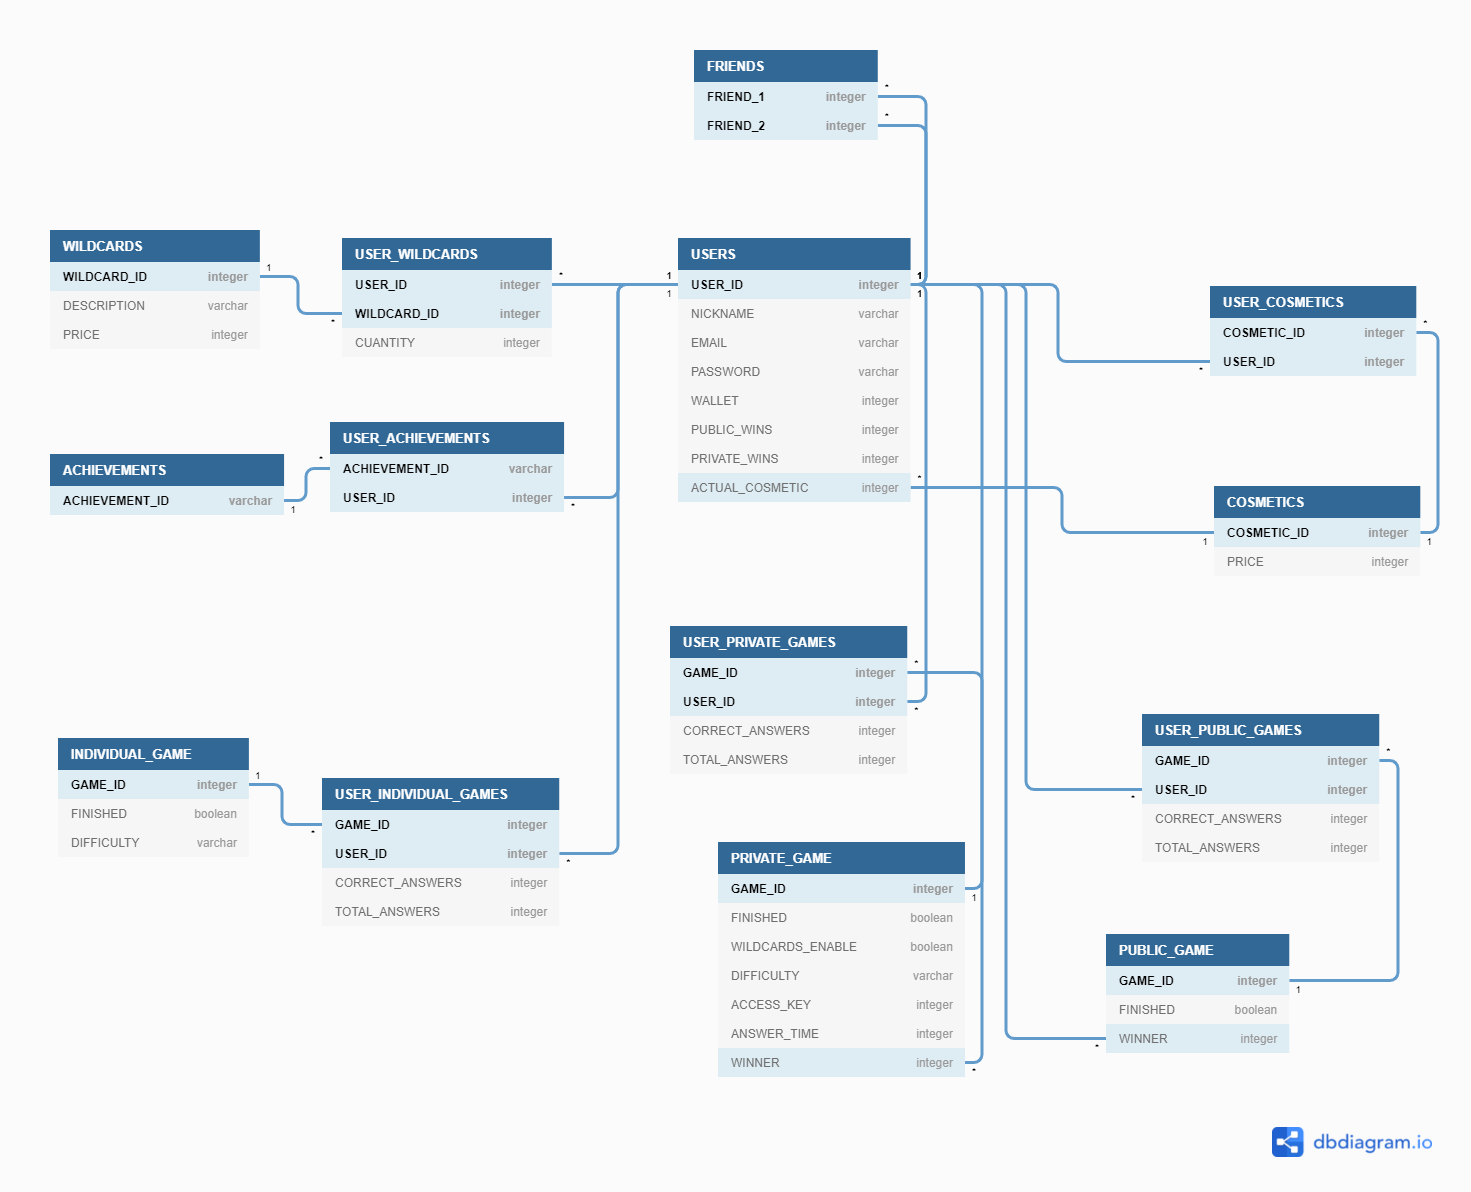 FRIENDS
FRIEND_1 integer *
FRIEND_2 integer *
WILDCARDS
WILDCARD_ID integer 1
DESCRIPTION varchar
PRICE integer
USER_WILDCARDS
USER_ID integer *
* WILDCARD_ID integer
CUANTITY integer
USERS
1 1 USER_ID integer 1 1
NICKNAME varchar
EMAIL varchar
PASSWORD varchar
WALLET integer
PUBLIC_WINS integer
PRIVATE_WINS integer
ACTUAL_COSMETIC integer *
USER_COSMETICS
COSMETIC_ID integer *
* USER_ID integer
ACHIEVEMENTS
ACHIEVEMENT_ID varchar 1
USER_ACHIEVEMENTS
* ACHIEVEMENT_ID varchar
USER_ID integer *
COSMETICS
1 COSMETIC_ID integer 1
PRICE integer
USER_PRIVATE_GAMES
GAME_ID integer *
USER_ID integer *
CORRECT_ANSWERS integer
TOTAL_ANSWERS integer
INDIVIDUAL_GAME
GAME_ID integer 1
FINISHED boolean
DIFFICULTY varchar
USER_INDIVIDUAL_GAMES
* GAME_ID integer
USER_ID integer *
CORRECT_ANSWERS integer
TOTAL_ANSWERS integer
USER_PUBLIC_GAMES
GAME_ID integer *
* USER_ID integer
CORRECT_ANSWERS integer
TOTAL_ANSWERS integer
PRIVATE_GAME
GAME_ID integer 1
FINISHED boolean
WILDCARDS_ENABLE boolean
DIFFICULTY varchar
ACCESS_KEY integer
ANSWER_TIME integer
WINNER integer *
PUBLIC_GAME
GAME_ID integer 1
FINISHED boolean
* WINNER integer
dbdiagram.io